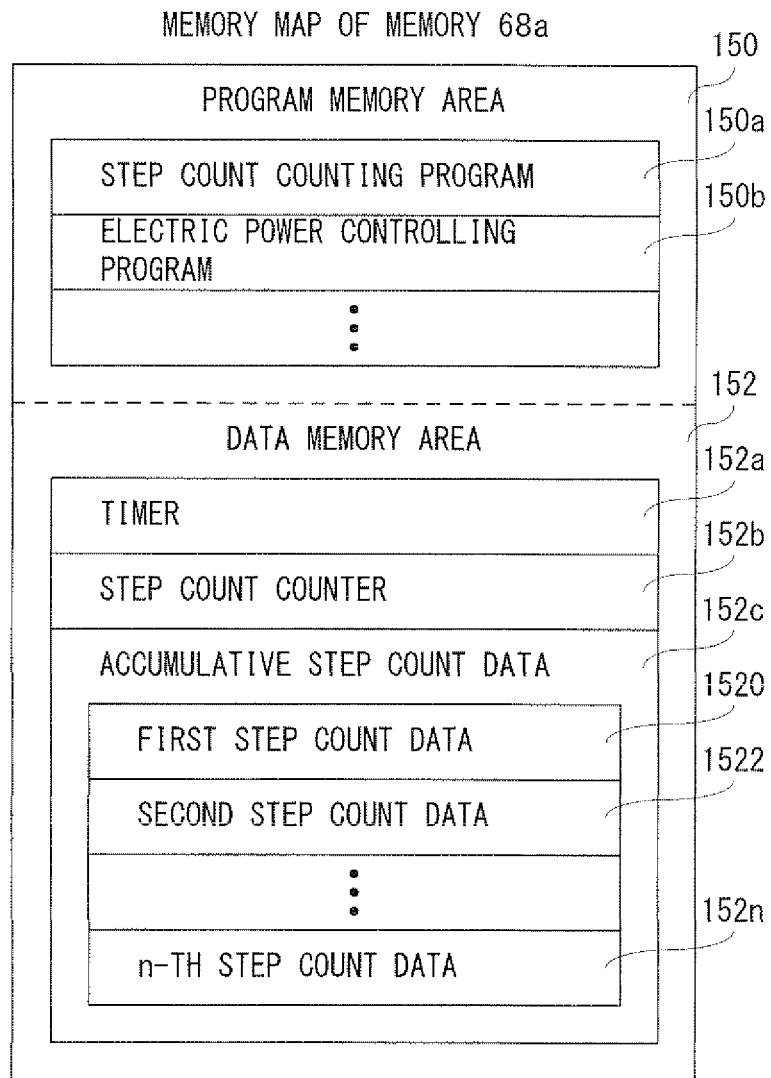 MEMORY MAP OF MEMORY 68a
150
PROGRAM MEMORY AREA
150a
STEP COUNT COUNTING PROGRAM
150b
ELECTRIC POWER CONTROLLING
PROGRAM
152
DATA MEMORY AREA
152a
TIMER
152b
STEP COUNT COUNTER
152c
ACCUMULATIVE STEP COUNT DATA
1520
FIRST STEP COUNT DATA
1522
SECOND STEP COUNT DATA
152n
n-TH STEP COUNT DATA